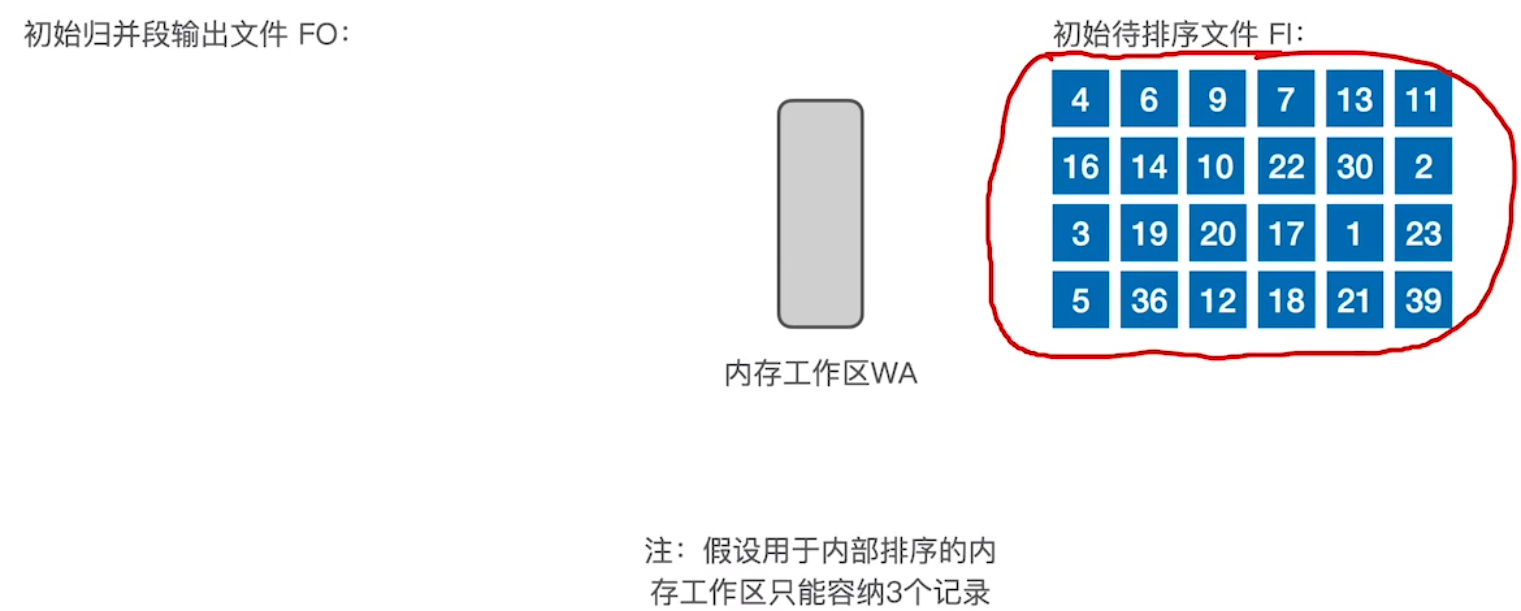 初始归并段输出文件 FO：
初始待排序文件 FI：
4 6 9 7 13 11
16 14 10 22 30 2
3 19 20 17 1 23
5 36 12 18 21 39
内存工作区WA
注：假设用于内部排序的内
存工作区只能容纳3个记录